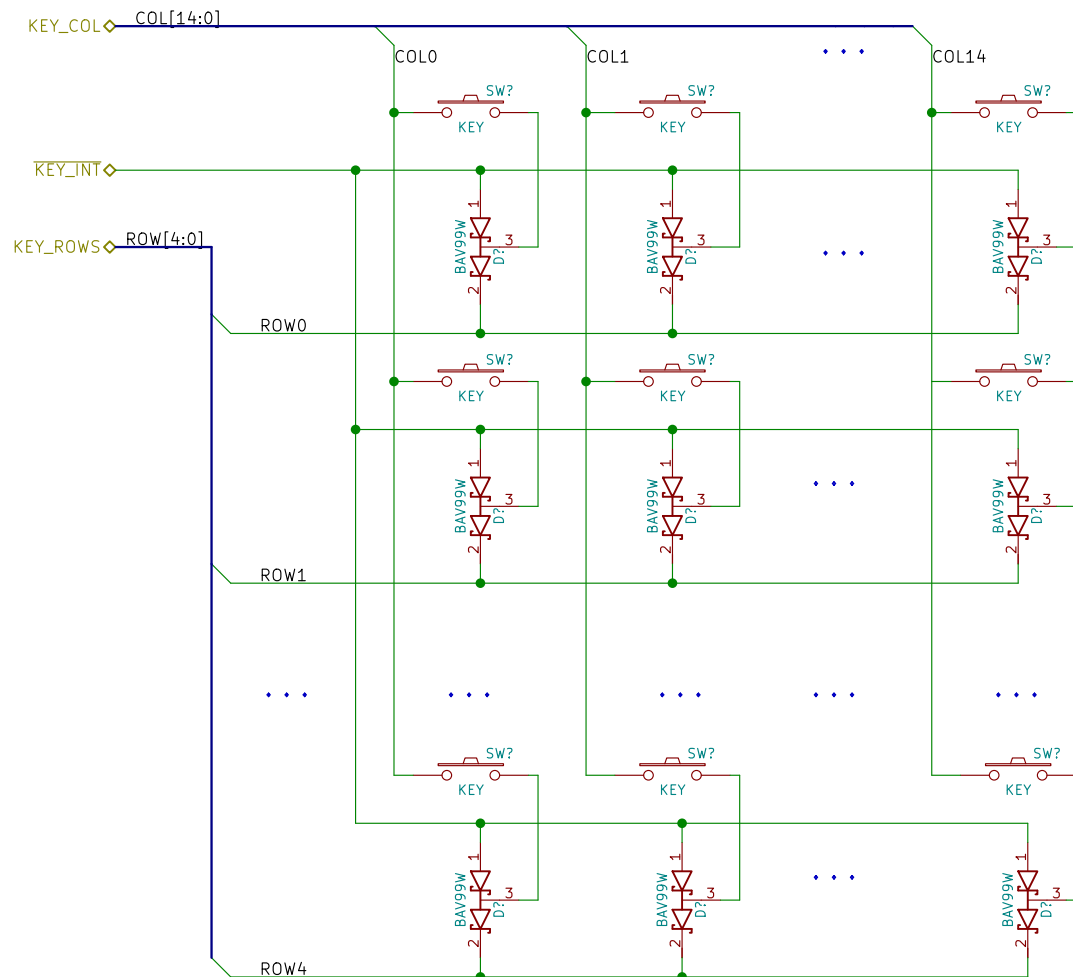 KEY_COL COL[14:0]
COL0 COL1 COL14
SW? SW? SW?
KEY KEY KEY
KEY_INT
1 1 1
BAV99W 3 D? BAV99W 3 D? BAV99W 3 D?
KEY_ROWS ROW[4:0]
2 2 2
ROW0
SW? SW? SW?
KEY KEY KEY
1 1 1
BAV99W 3 D? BAV99W 3 D? BAV99W 3 D?
2 2 2
ROW1
SW? SW? SW?
KEY KEY KEY
1 1 1
BAV99W 3 D? BAV99W 3 D? BAV99W 3 D?
2 2 2
ROW4